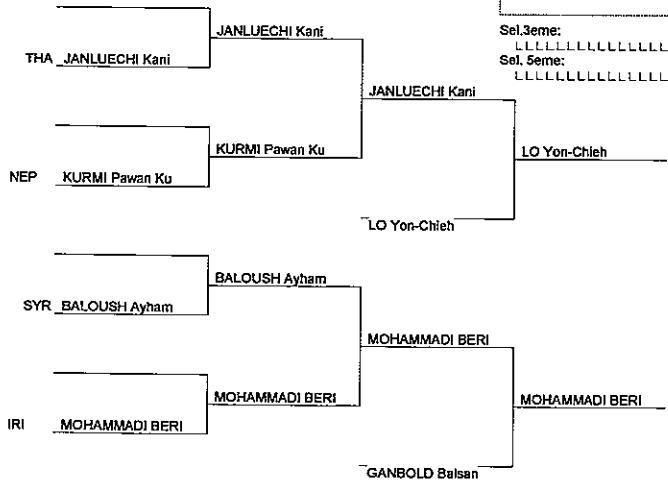 JANLUECHI Kani
Sel.3eme:
THA JANLUECHI Kani
Sel. 5eme:
JANLUECHI Kani
KURMI Pawan Ku
LO Yon-Chieh
NEP KURMI Pawan Ku
LO Yon-Chieh
BALOUSH Ayham
SYR BALOUSH Ayham
MOHAMMADI BERI
MOHAMMADI BERI
MOHAMMADI BERI
IRI MOHAMMADI BERI
GANBOLD Balsan